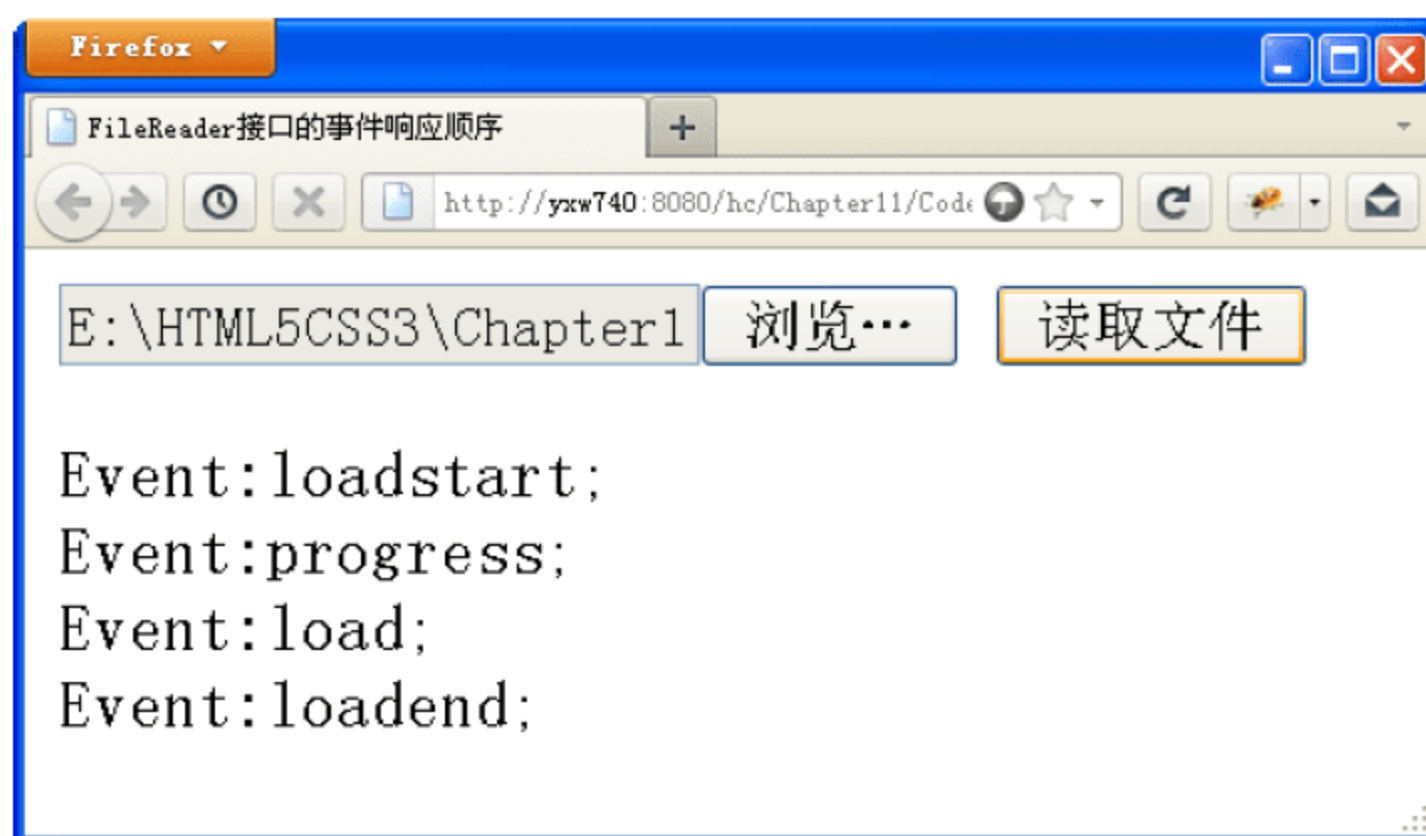 Firefox
FileReader接口的事件响应顺序
http://yxw740:8080/hc/Chapter11/Code
E:\HTML5CSS3\Chapter1 浏览… 读取文件
Event:loadstart;
Event:progress;
Event:load;
Event:loadend;